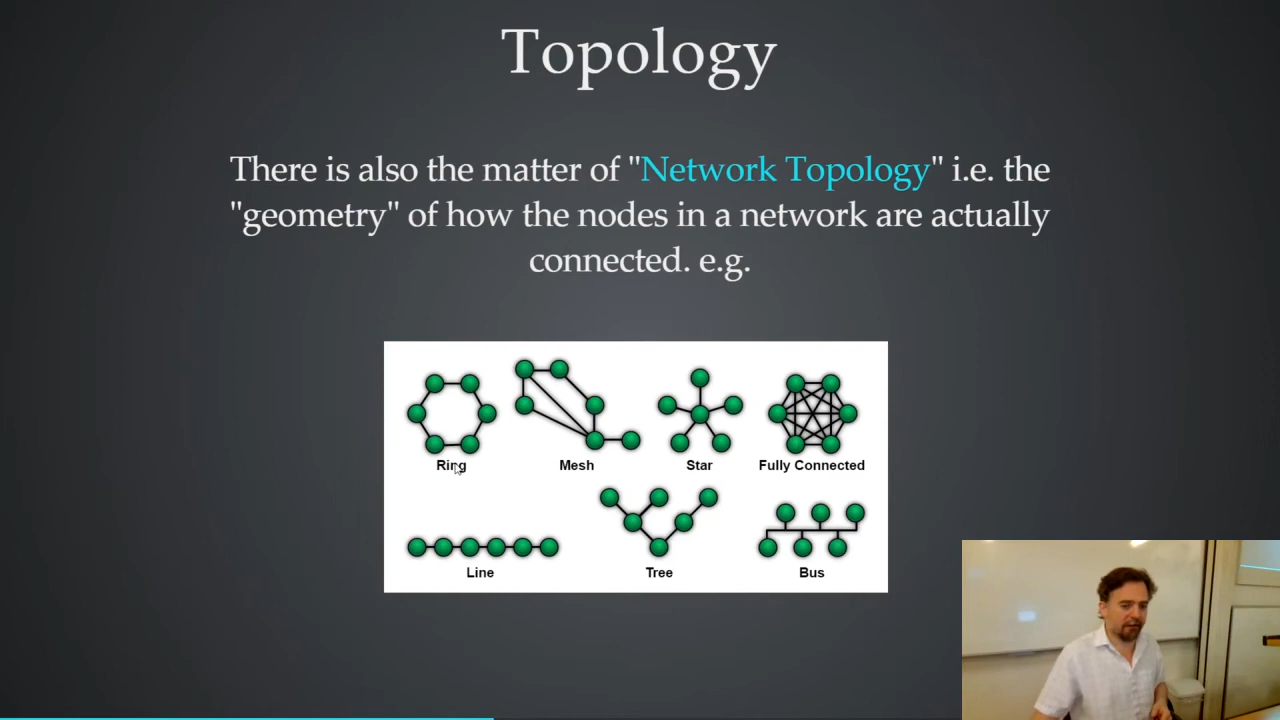 Topology
There is also the matter of "Network Topology" i.e. the
"geometry" of how the nodes in a network are actually
connected. e.g.
Ring
Mesh
Star
Fully Connected
Line
Tree
Bus